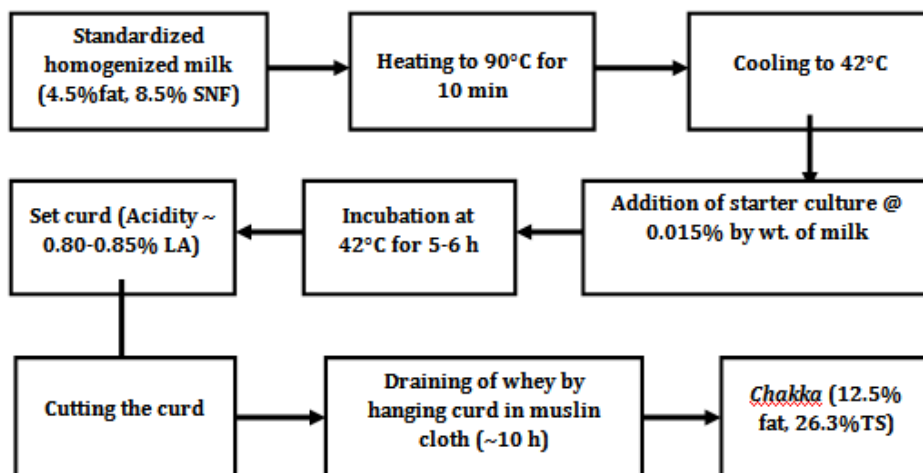 Standardized
homogenized milk
(4.5%fat, 8.5% SNF)
Heating to 90°C for
10 min
Cooling to 42°C
Addition of starter culture @
0.015% by wt. of milk
Incubation at
42°C for 5-6 h
Set curd (Acidity ~
0.80-0.85% LA)
Cutting the curd
Draining of whey by
hanging curd in muslin
cloth (~10 h)
Chakka (12.5%
fat, 26.3%TS)